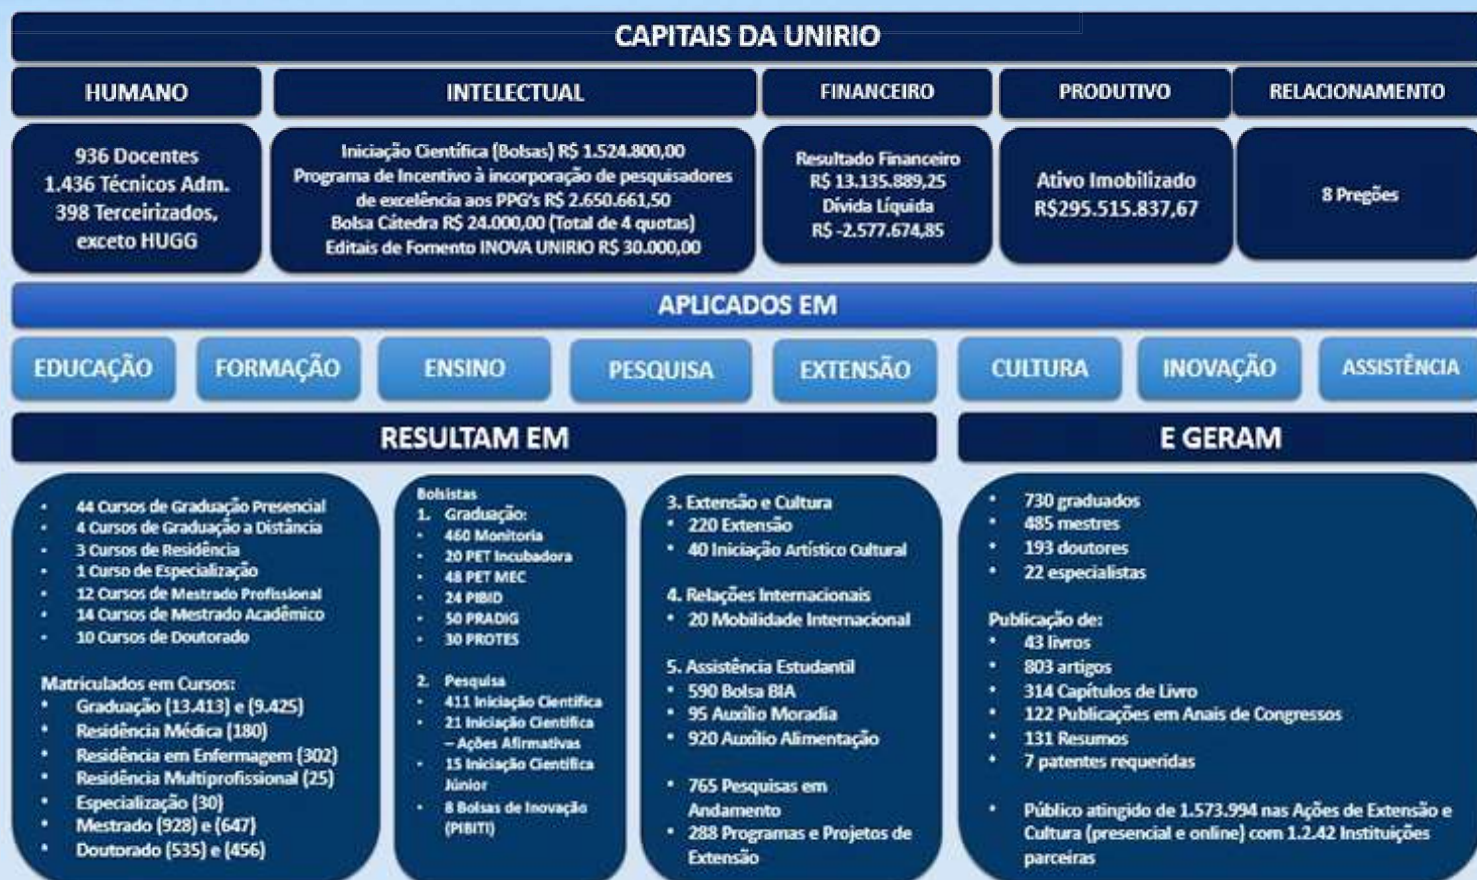 CAPITAIS DA UNIRIO
HUMANO
936 Docentes
1.436 Técnicos Adm.
398 Terceirizados,
exceto HUGG
INTELECTUAL
Iniciação Científica (Bolsas) R$ 1.524.800,00
Programa de Incentivo à incorporação de pesquisadores
de excelência aos PPG's R$ 2.650.661,50
Bolsa Cátedra R$ 24.000,00 (Total de 4 quotas)
Editais de Fomento INOVA UNIRIO R$ 30.000,00
FINANCEIRO
Resultado Financeiro
R$ 13.135.889,25
Dívida Líquida
R$ -2.577.674,85
PRODUTIVO
Ativo Imobilizado
R$295.515.837,67
RELACIONAMENTO
8 Pregões
APLICADOS EM
EDUCAÇÃO
FORMAÇÃO
ENSINO
PESQUISA
EXTENSÃO
CULTURA
INOVAÇÃO
ASSISTÊNCIA
RESULTAM EM
• 44 Cursos de Graduação Presencial
• 4 Cursos de Graduação a Distância
• 3 Cursos de Residência
• 1 Curso de Especialização
• 12 Cursos de Mestrado Profissional
• 14 Cursos de Mestrado Acadêmico
• 10 Cursos de Doutorado
Matriculados em Cursos:
• Graduação (13.413) e (9.425)
• Residência Médica (180)
• Residência em Enfermagem (302)
• Residência Multiprofissional (25)
• Especialização (30)
• Mestrado (928) e (647)
• Doutorado (535) e (456)
Bolsistas
1. Graduação:
• 460 Monitoria
• 20 PET Incubadora
• 48 PET MEC
• 24 PIBID
• 50 PRADIG
• 30 PROTES
2. Pesquisa
• 411 Iniciação Científica
• 21 Iniciação Científica
– Ações Afirmativas
• 15 Iniciação Científica
Júnior
• 8 Bolsas de Inovação
(PIBITI)
3. Extensão e Cultura
• 220 Extensão
• 40 Iniciação Artístico Cultural
4. Relações Internacionais
• 20 Mobilidade Internacional
5. Assistência Estudantil
• 590 Bolsa BIA
• 95 Auxílio Moradia
• 920 Auxílio Alimentação
• 765 Pesquisas em
Andamento
• 288 Programas e Projetos de
Extensão
E GERAM
• 730 graduados
• 485 mestres
• 193 doutores
• 22 especialistas
Publicação de:
• 43 livros
• 803 artigos
• 314 Capítulos de Livro
• 122 Publicações em Anais de Congressos
• 131 Resumos
• 7 patentes requeridas
• Público atingido de 1.573.994 nas Ações de Extensão e
Cultura (presencial e online) com 1.2.42 Instituições
parceiras